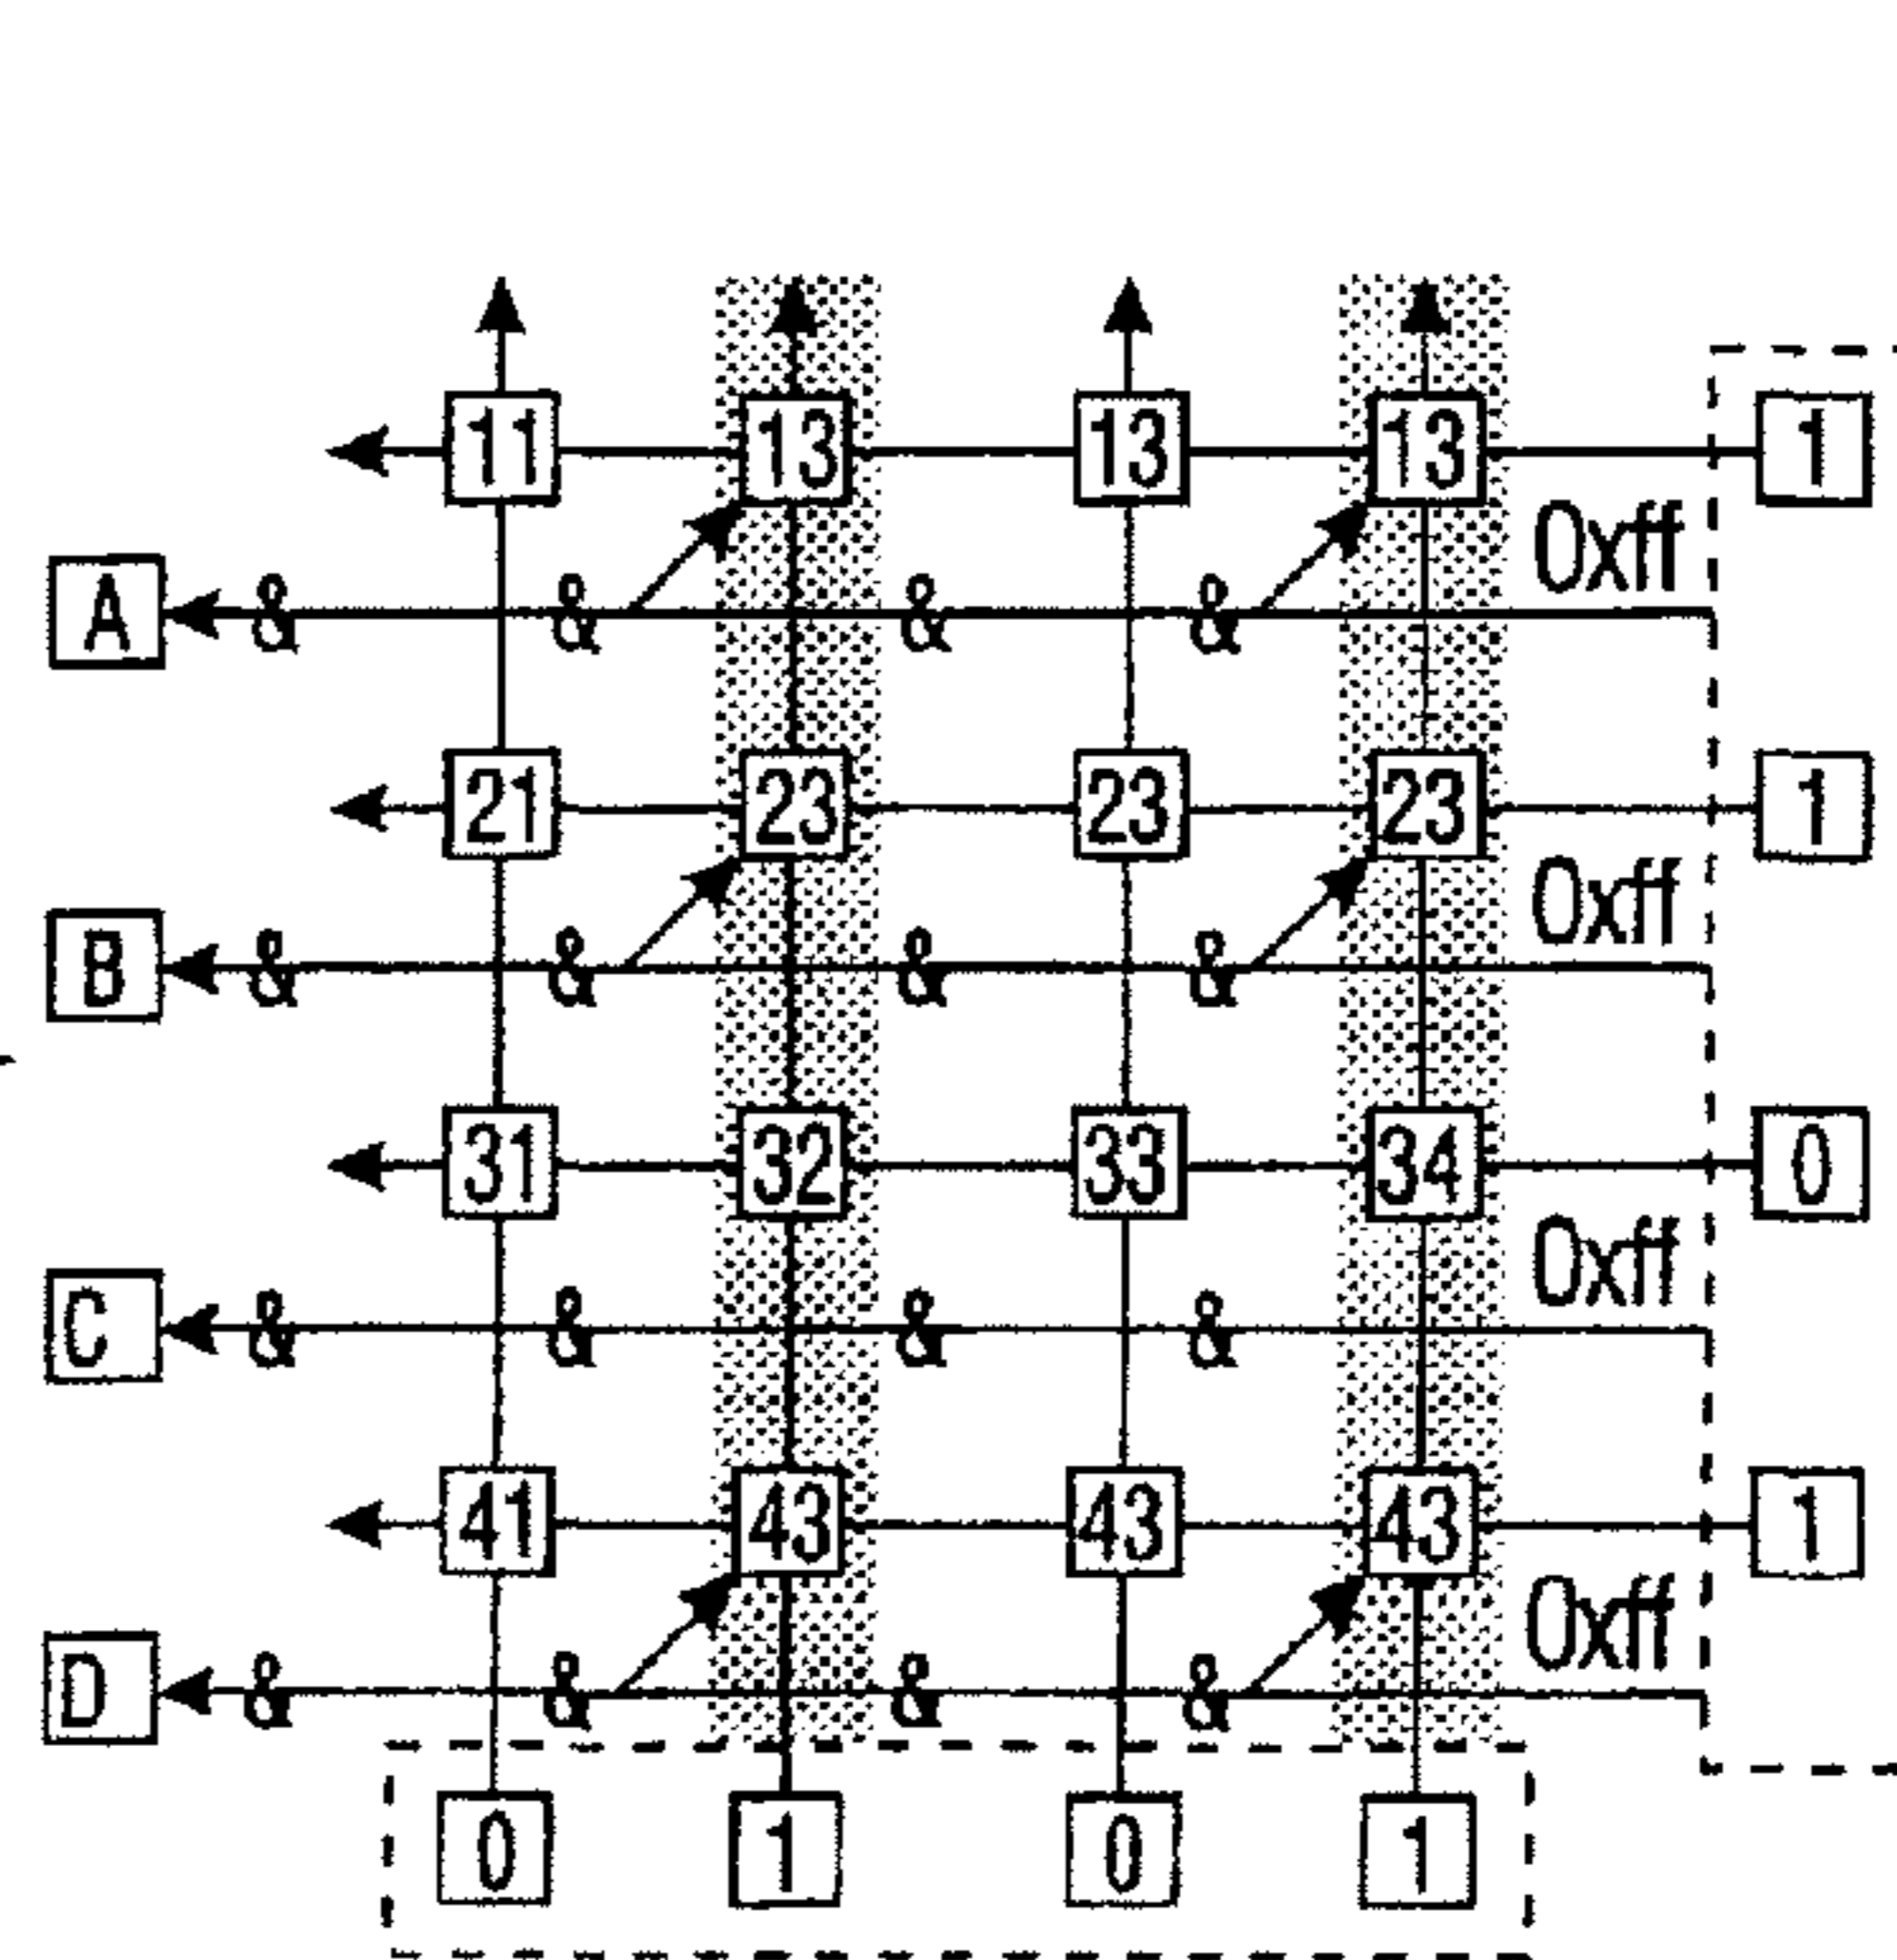 11 13 13 13 1
0xff
A & & & &
21 23 23 23 1
0xff
B & & & &
31 32 33 34 0
0xff
C & & & &
41 43 43 43 1
0xff
D & & & &
0 1 0 1